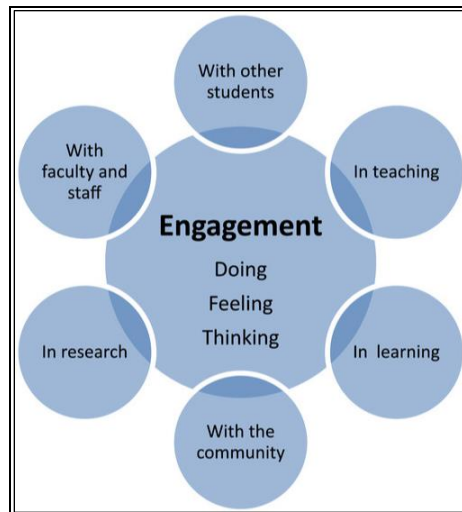 With other
students
In teaching
In learning
With the
community
In research
With
faculty and
staff
Engagement
Doing
Feeling
Thinking